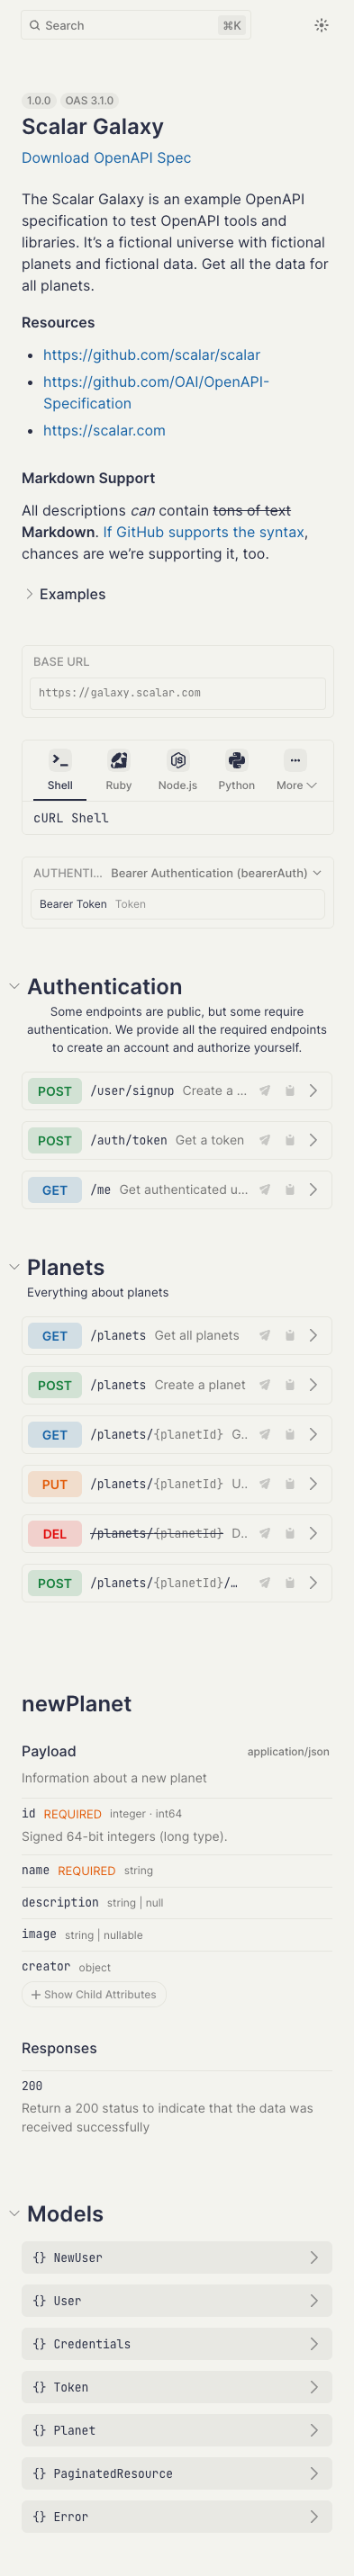 Search ⌘K
1.0.0 OAS 3.1.0
Scalar Galaxy
Download OpenAPI Spec
The Scalar Galaxy is an example OpenAPI
specification to test OpenAPI tools and
libraries. It’s a fictional universe with fictional
planets and fictional data. Get all the data for
all planets.
Resources
https://github.com/scalar/scalar
https://github.com/OAI/OpenAPI-
Specification
https://scalar.com
Markdown Support
All descriptions can contain tons of text
Markdown. If GitHub supports the syntax,
chances are we’re supporting it, too.
Examples
BASE URL
https://galaxy.scalar.com
Shell Ruby Node.js Python More
cURL Shell
AUTHENTI... Bearer Authentication (bearerAuth)
Bearer Token Token
Authentication
Some endpoints are public, but some require
authentication. We provide all the required endpoints
to create an account and authorize yourself.
POST /user/signup Create a ...
POST /auth/token Get a token
GET /me Get authenticated u...
Planets
Everything about planets
GET /planets Get all planets
POST /planets Create a planet
GET /planets/{planetId} G..
PUT /planets/{planetId} U..
DEL /planets/{planetId} D..
POST /planets/{planetId}/…
newPlanet
Payload application/json
Information about a new planet
id REQUIRED integer · int64
Signed 64-bit integers (long type).
name REQUIRED string
description string | null
image string | nullable
creator object
+ Show Child Attributes
Responses
200
Return a 200 status to indicate that the data was
received successfully
Models
{} NewUser
{} User
{} Credentials
{} Token
{} Planet
{} PaginatedResource
{} Error